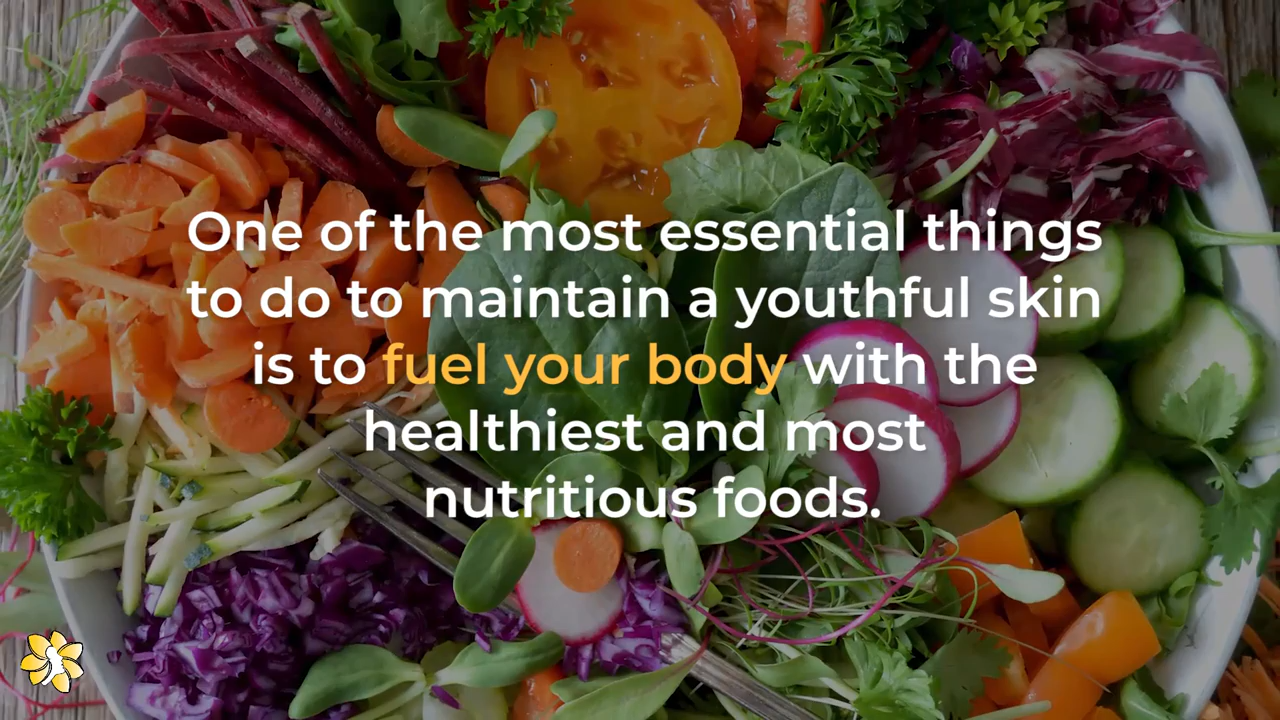 One of the most essential things
to do to maintain a youthful skin
is to fuel your body with the
healthiest and most
nutritious foods.